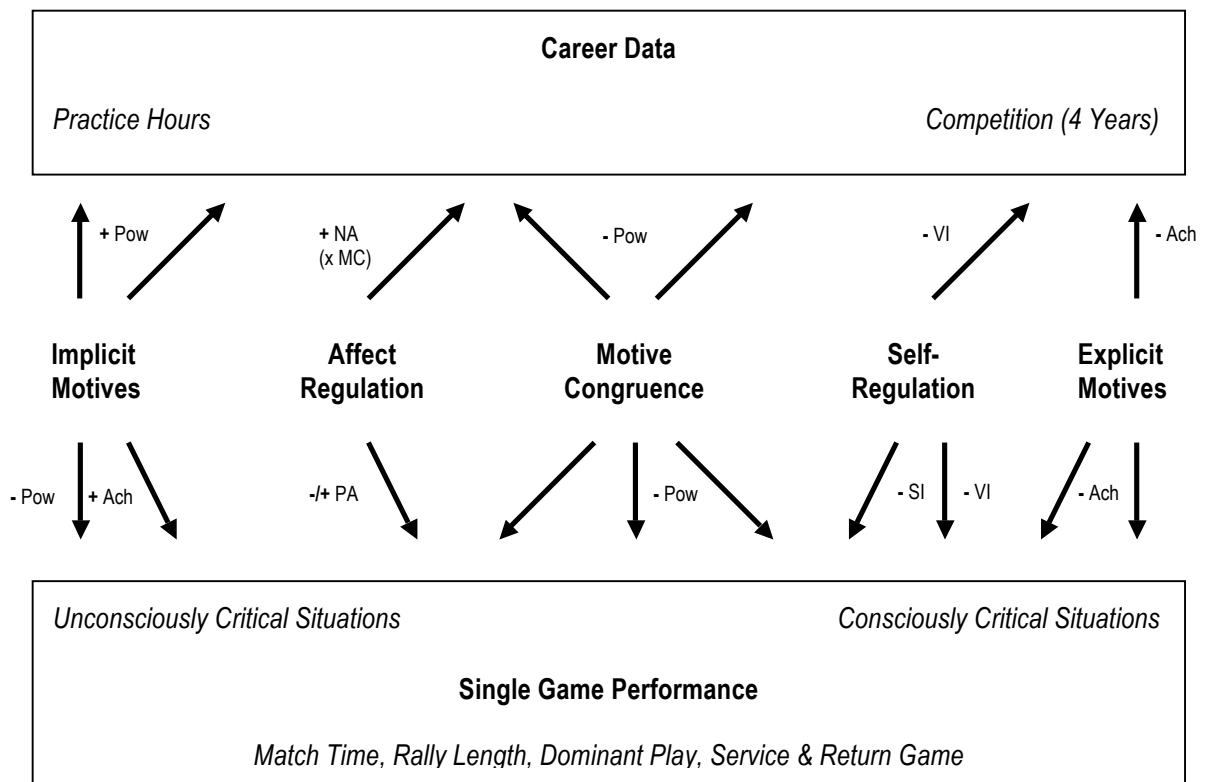 Career Data
Practice Hours Competition (4 Years)
+ Pow + NA - Pow - VI - Ach
(x MC)
Implicit Affect Motive Self- Explicit
Motives Regulation Congruence Regulation Motives
- Pow + Ach -/+ PA - Pow - SI - VI - Ach
Unconsciously Critical Situations Consciously Critical Situations
Single Game Performance
Match Time, Rally Length, Dominant Play, Service & Return Game